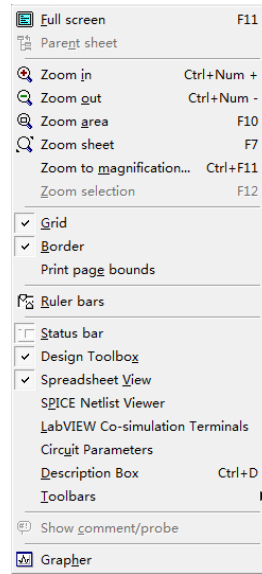 Full screen F11
Parent sheet
Zoom in Ctrl+Num +
Zoom out Ctrl+Num -
Zoom area F10
Zoom sheet F7
Zoom to magnification... Ctrl+F11
Zoom selection F12
Grid
Border
Print page bounds
Ruler bars
Status bar
Design Toolbox
Spreadsheet View
SPICE Netlist Viewer
LabVIEW Co-simulation Terminals
Circuit Parameters
Description Box Ctrl+D
Toolbars
Show comment/probe
Grapher